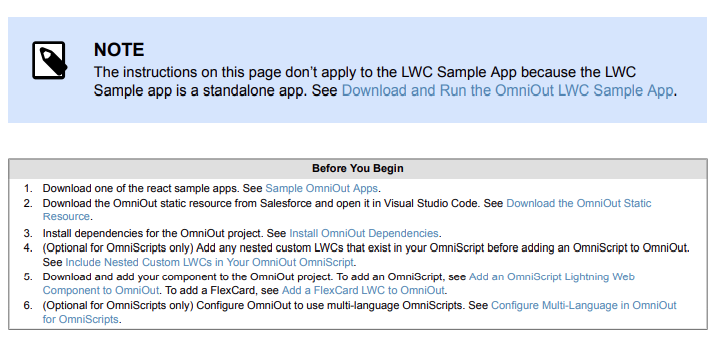 NOTE
The instructions on this page don't apply to the LWC Sample App because the LWC
Sample app is a standalone app. See Download and Run the OmniOut LWC Sample App.
Before You Begin
1. Download one of the react sample apps. See Sample OmniOut Apps.
2. Download the OmniOut static resource from Salesforce and open it in Visual Studio Code. See Download the OmniOut Static
Resource.
3. Install dependencies for the OmniOut project. See Install OmniOut Dependencies.
4. (Optional for OmniScripts only) Add any nested custom LWCs that exist in your OmniScript before adding an OmniScript to OmniOut.
See Include Nested Custom LWCs in Your OmniOut OmniScript.
5. Download and add your component to the OmniOut project. To add an OmniScript, see Add an OmniScript Lightning Web
Component to OmniOut. To add a FlexCard, see Add a FlexCard LWC to OmniOut.
6. (Optional for OmniScripts only) Configure OmniOut to use multi-language OmniScripts. See Configure Multi-Language in OmniOut
for OmniScripts.